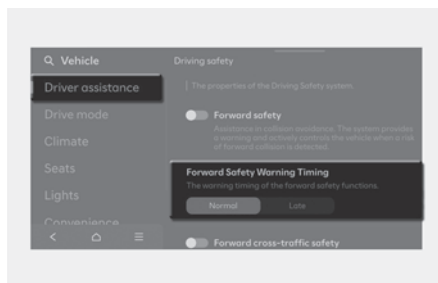 Vehicle
Driver assistance
Drive mode
Climate
Seats
Lights
Convenience
Driving safety
The properties of the Driving Safety system
Forward safety
Assistance in collision avoidance. The system provides
a warning and actively controls the vehicle when a risk
of forward collision is detected.
Forward Safety Warning Timing
The warning timing of the forward safety functions.
Normal
Late
Forward cross-traffic safety